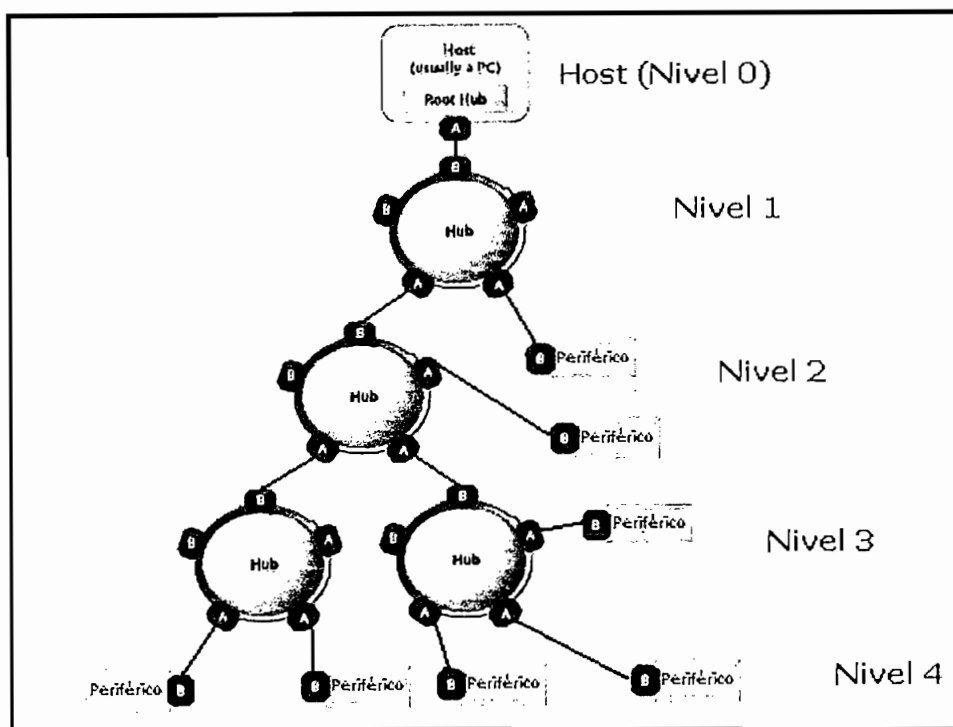 Host
(usually a PC)
Root Hub
Host (Nivel 0)
A
B
B
A
Hub
Nivel 1
A
A
B
B Periférico
B
A
Hub
Nivel 2
B Periférico
A
A
B
B
B Periférico
B
A
B
A
Hub
Hub
Nivel 3
A
A
A
A
Periférico B
B Periférico
B Periférico
B Periférico
Nivel 4